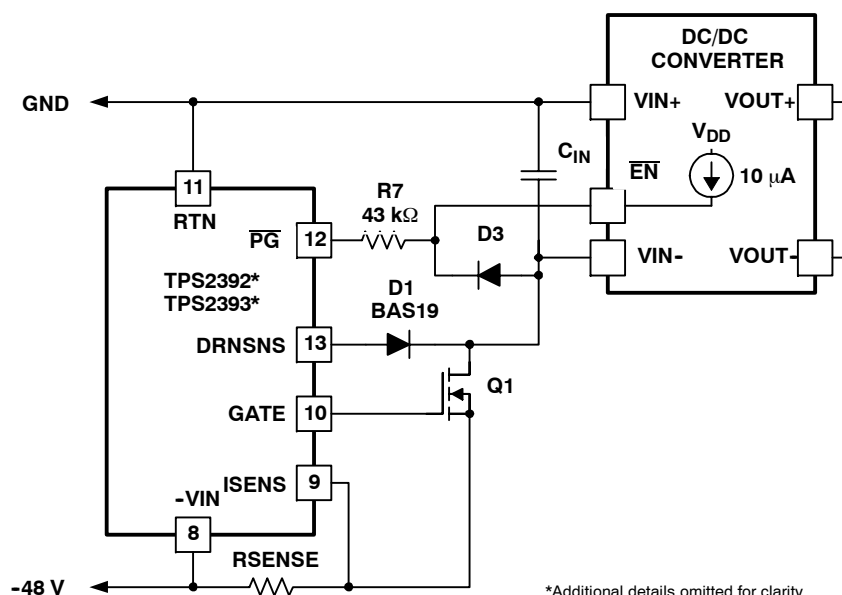 DC/DC
CONVERTER
GND
VIN+
VOUT+
VDD
CIN
EN
10 μA
11
RTN
R7
43 kΩ
PG
12
D3
VIN-
VOUT-
TPS2392*
TPS2393*
D1
BAS19
DRNSNS
13
Q1
GATE
10
ISENS
9
-VIN
8
RSENSE
-48 V
*Additional details omitted for clarity